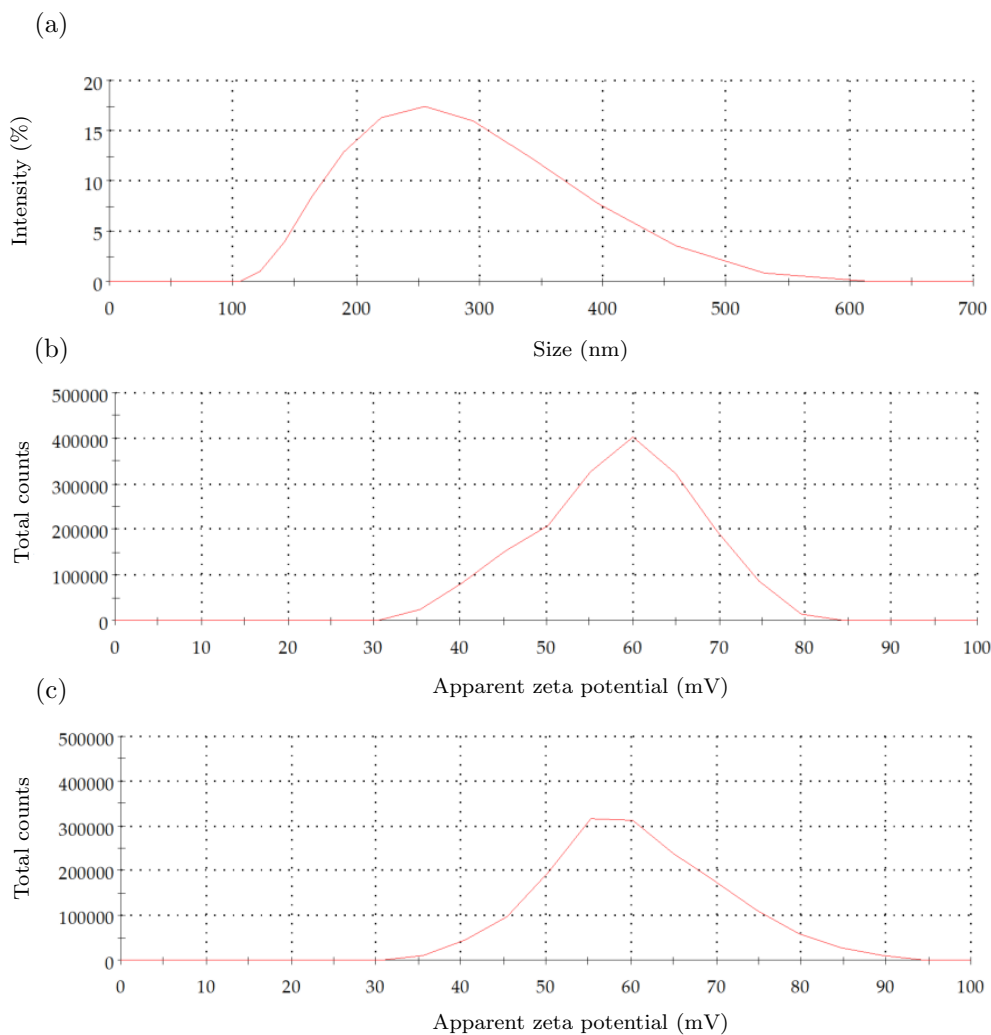 (a)
Intensity (%)
20
15
10
5
0
0 100 200 300 400 500 600 700
Size (nm)
(b)
Total counts
500000
400000
300000
200000
100000
0
0 10 20 30 40 50 60 70 80 90 100
Apparent zeta potential (mV)
(c)
Total counts
500000
400000
300000
200000
100000
0
0 10 20 30 40 50 60 70 80 90 100
Apparent zeta potential (mV)